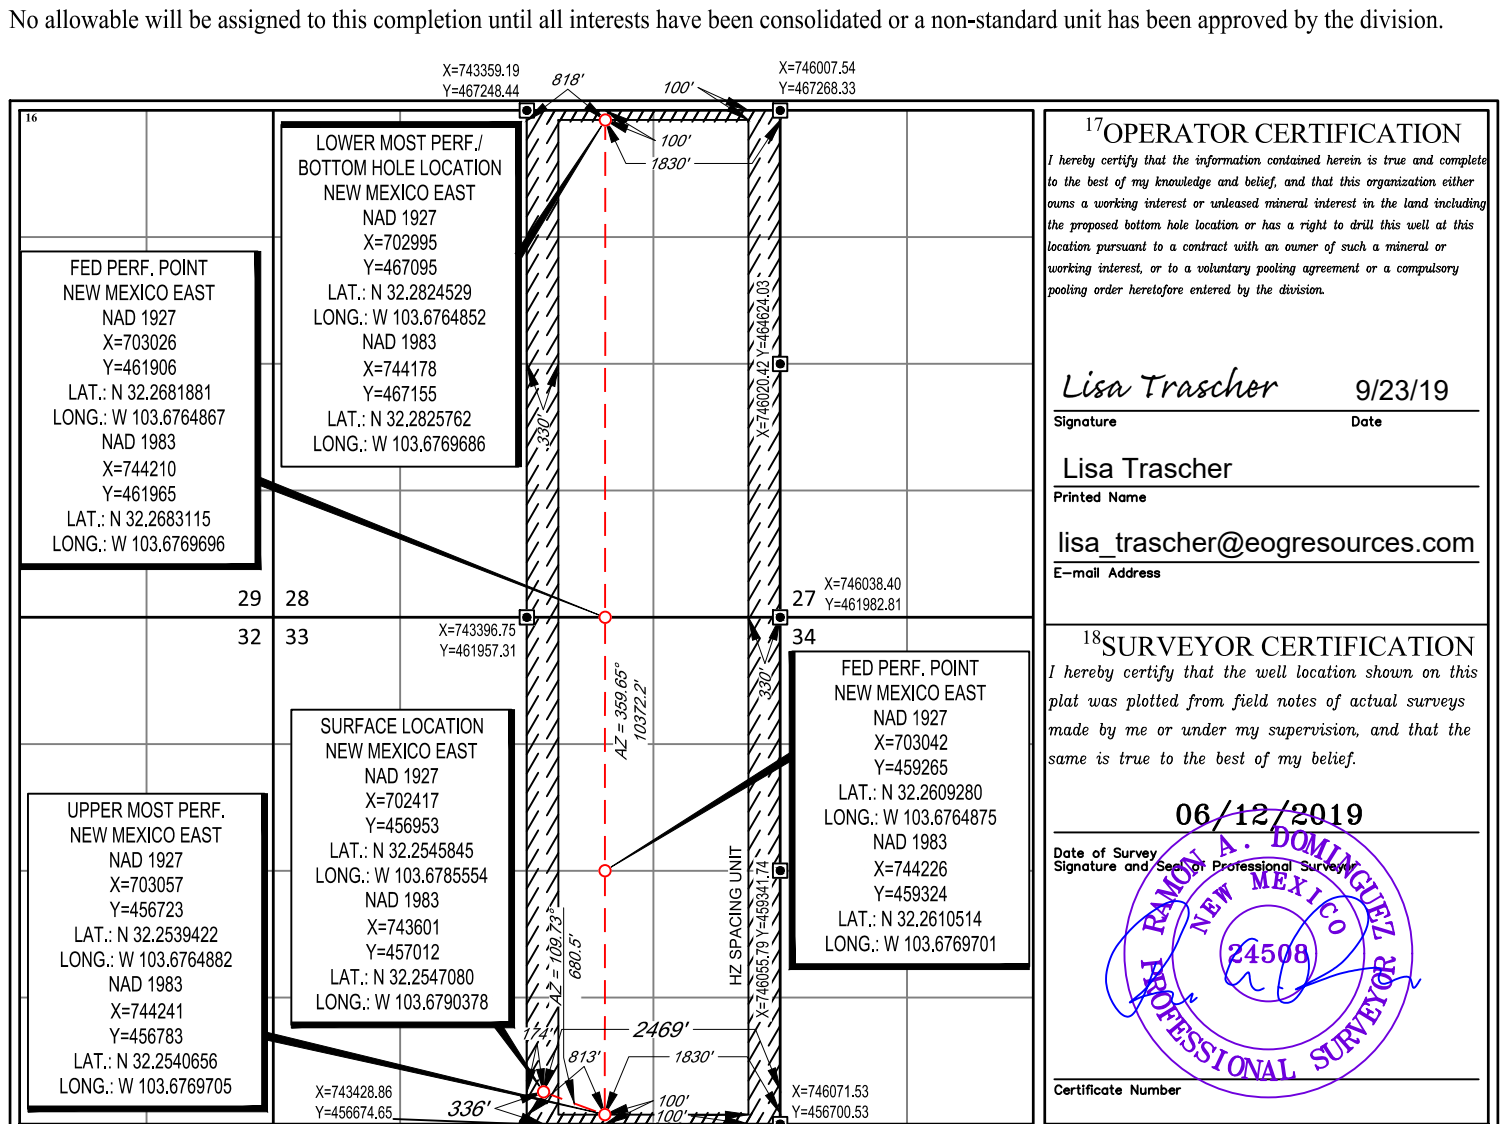 No allowable will be assigned to this completion until all interests have been consolidated or a non-standard unit has been approved by the division.
X=743359.19
Y=467248.44
818'
100'
X=746007.54
Y=467268.33
16
100'
1830'
LOWER MOST PERF./
BOTTOM HOLE LOCATION
NEW MEXICO EAST
NAD 1927
X=702995
Y=467095
LAT.: N 32.2824529
LONG.: W 103.6764852
NAD 1983
X=744178
Y=467155
LAT.: N 32.2825762
LONG.: W 103.6769686
FED PERF. POINT
NEW MEXICO EAST
NAD 1927
X=703026
Y=461906
LAT.: N 32.2681881
LONG.: W 103.6764867
NAD 1983
X=744210
Y=461965
LAT.: N 32.2683115
LONG.: W 103.6769696
330'
X=746020.42 Y=464624.03
29 28
32 33
27
34
X=746038.40
Y=461982.81
X=743396.75
Y=461957.31
AZ = 359.65°
10372.2'
330'
FED PERF. POINT
NEW MEXICO EAST
NAD 1927
X=703042
Y=459265
LAT.: N 32.2609280
LONG.: W 103.6764875
NAD 1983
X=744226
Y=459324
LAT.: N 32.2610514
LONG.: W 103.6769701
SURFACE LOCATION
NEW MEXICO EAST
NAD 1927
X=702417
Y=456953
LAT.: N 32.2545845
LONG.: W 103.6785554
NAD 1983
X=743601
Y=457012
LAT.: N 32.2547080
LONG.: W 103.6790378
UPPER MOST PERF.
NEW MEXICO EAST
NAD 1927
X=703057
Y=456723
LAT.: N 32.2539422
LONG.: W 103.6764882
NAD 1983
X=744241
Y=456783
LAT.: N 32.2540656
LONG.: W 103.6769705
AZ = 109.73°
680.5'
HZ SPACING UNIT
X=746055.79 Y=459341.74
174'
2469'
813'
1830'
X=743428.86
Y=456674.65
336'
100'
100'
X=746071.53
Y=456700.53
17OPERATOR CERTIFICATION
I hereby certify that the information contained herein is true and complete
to the best of my knowledge and belief, and that this organization either
owns a working interest or unleased mineral interest in the land including
the proposed bottom hole location or has a right to drill this well at this
location pursuant to a contract with an owner of such a mineral or
working interest, or to a voluntary pooling agreement or a compulsory
pooling order heretofore entered by the division.
Lisa Trascher 9/23/19
Signature Date
Lisa Trascher
Printed Name
lisa_trascher@eogresources.com
E-mail Address
18SURVEYOR CERTIFICATION
I hereby certify that the well location shown on this
plat was plotted from field notes of actual surveys
made by me or under my supervision, and that the
same is true to the best of my belief.
06/12/2019
Date of Survey
Signature and Seal of Professional Surveyor
RAMON A. DOMINGUEZ
NEW MEXICO
24508
PROFESSIONAL SURVEYOR
Certificate Number